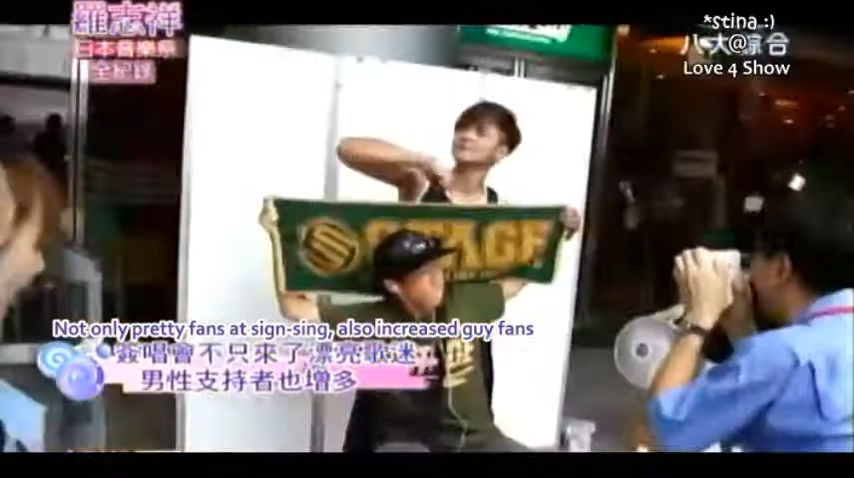 羅志祥
日本音樂祭
全紀錄
*stina :)
八大@綜合
Love 4 Show
STAGE
Not only pretty fans at sign-sing, also increased guy fans
簽唱會不只來了漂亮歌迷
男性支持者也增多